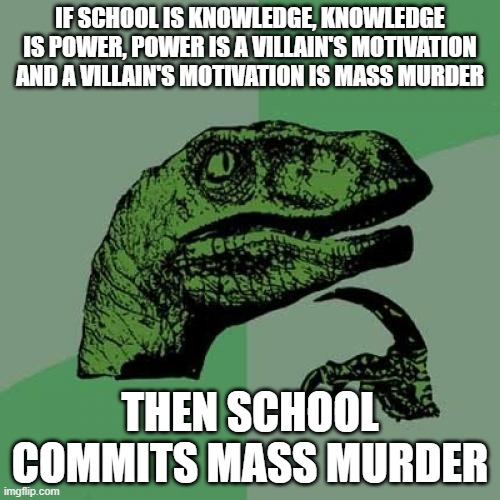 IF SCHOOL IS KNOWLEDGE, KNOWLEDGE
IS POWER, POWER IS A VILLAIN'S MOTIVATION
AND A VILLAIN'S MOTIVATION IS MASS MURDER
THEN SCHOOL
COMMITS MASS MURDER
imgflip.com